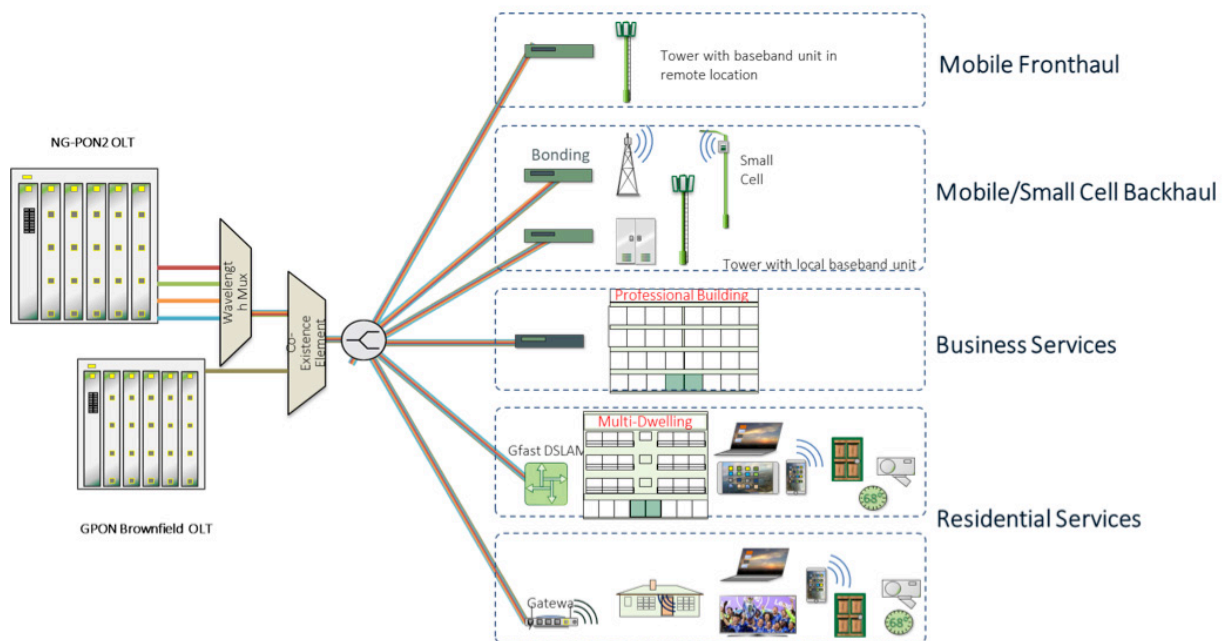 NG-PON2 OLT
Wavelengt
h Mux
Co-
Existence
Element
GPON Brownfield OLT
Tower with baseband unit in
remote location
Mobile Fronthaul
Bonding
Small
Cell
Tower with local baseband unit
Mobile/Small Cell Backhaul
Professional Building
Business Services
Gfast DSLAM
Multi-Dwelling
68°
Residential Services
Gatewa
68°